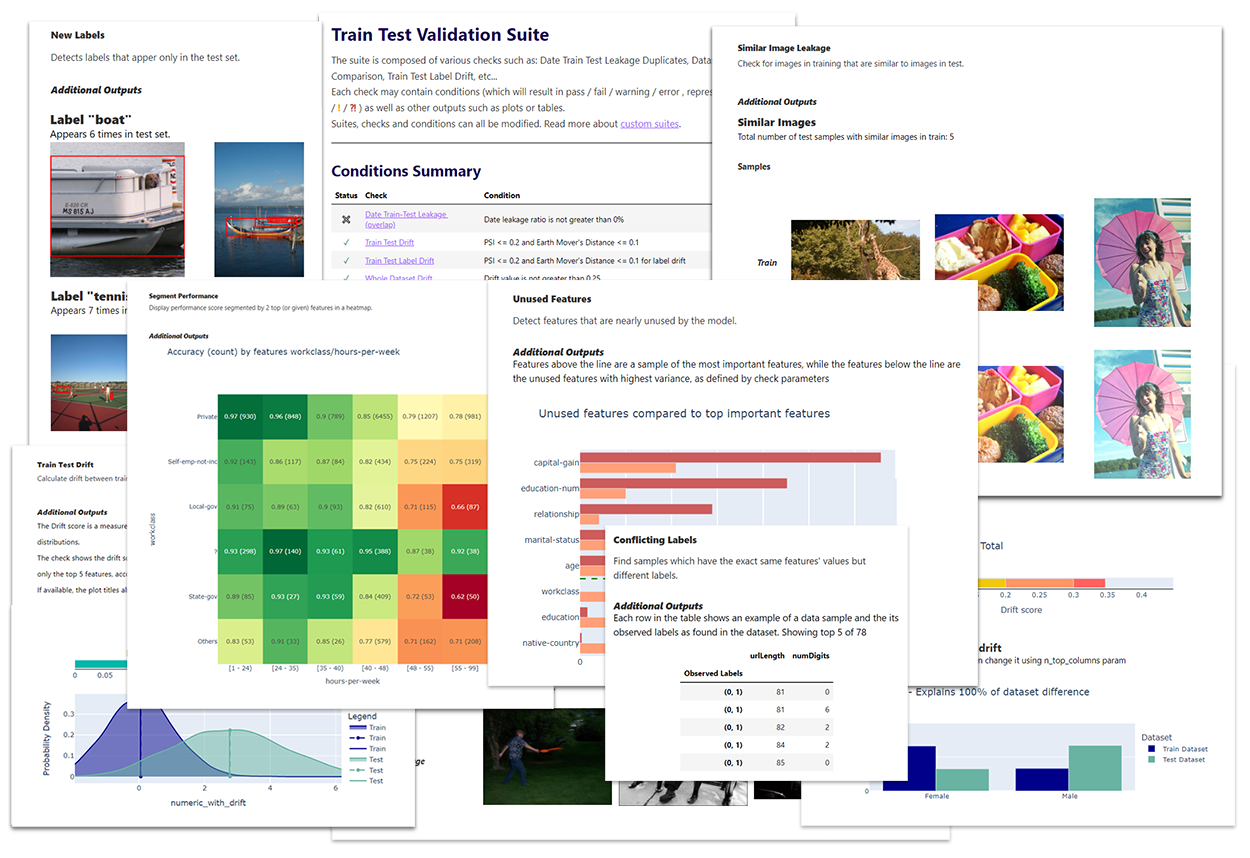 New Labels
Detects labels that apper only in the test set.
Additional Outputs
Label "boat"
Appears 6 times in test set.
MS 815 AJ
Label "tennis
Appears 7 times in
Train Test Validation Suite
The suite is composed of various checks such as: Date Train Test Leakage Duplicates, Data
Comparison, Train Test Label Drift, etc...
Each check may contain conditions (which will result in pass / fail / warning / error , repres
/ ! / ⁈ ) as well as other outputs such as plots or tables.
Suites, checks and conditions can all be modified. Read more about custom suites.
Conditions Summary
Status Check Condition
✖ Date Train-Test Leakage (overlap) Date leakage ratio is not greater than 0%
✓ Train Test Drift PSI <= 0.2 and Earth Mover's Distance <= 0.1
✓ Train Test Label Drift PSI <= 0.2 and Earth Mover's Distance <= 0.1 for label drift
✓ Whole Dataset Drift Drift value is not greater than 0.25
Similar Image Leakage
Check for images in training that are similar to images in test.
Additional Outputs
Similar Images
Total number of test samples with similar images in train: 5
Samples
Train
Segment Performance
Display performance score segmented by 2 top (or given) features in a heatmap.
Additional Outputs
Accuracy (count) by features workclass/hours-per-week
Private 0.97 (930) 0.96 (848) 0.9 (789) 0.85 (6455) 0.79 (1207) 0.78 (981)
Self-emp-not-inc 0.92 (143) 0.86 (117) 0.87 (84) 0.82 (434) 0.75 (224) 0.75 (319)
Local-gov 0.91 (75) 0.89 (63) 0.9 (93) 0.82 (610) 0.71 (115) 0.66 (87)
? 0.93 (298) 0.97 (140) 0.93 (61) 0.95 (388) 0.87 (38) 0.92 (38)
State-gov 0.89 (85) 0.93 (27) 0.93 (59) 0.84 (409) 0.72 (53) 0.62 (50)
Others 0.83 (53) 0.91 (33) 0.85 (26) 0.77 (579) 0.71 (162) 0.71 (208)
workclass
[1 - 24) [24 - 35) [35 - 40) [40 - 48) [48 - 55) [55 - 99]
hours-per-week
Unused Features
Detect features that are nearly unused by the model.
Additional Outputs
Features above the line are a sample of the most important features, while the features below the line are
the unused features with highest variance, as defined by check parameters
Unused features compared to top important features
capital-gain
education-num
relationship
marital-status
age
workclass
education
native-country
0
Conflicting Labels
Find samples which have the exact same features' values but
different labels.
Additional Outputs
Each row in the table shows an example of a data sample and the its
observed labels as found in the dataset. Showing top 5 of 78
urlLength numDigits
Observed Labels
(0, 1) 81 0
(0, 1) 81 6
(0, 1) 82 2
(0, 1) 84 2
(0, 1) 85 0
Train Test Drift
Calculate drift between trai
Additional Outputs
The Drift score is a measure
distributions.
The check shows the drift s
only the top 5 features, acc
If available, the plot titles al
0 0.05
Probability Density
0.3
0.2
0.1
0
0 2 4 6
numeric_with_drift
Legend
Train
Train
Train
Test
Test
Test
Total
0.2 0.25 0.3 0.35 0.4
Drift score
drift
n change it using n_top_columns param
- Explains 100% of dataset difference
0
Female Male
Dataset
Train Dataset
Test Dataset